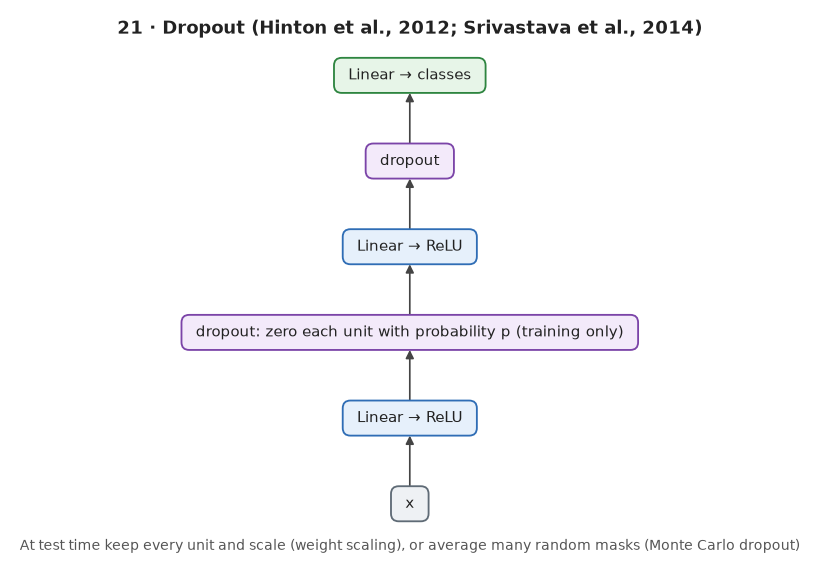 21 · Dropout (Hinton et al., 2012; Srivastava et al., 2014)
Linear → classes
dropout
Linear → ReLU
dropout: zero each unit with probability p (training only)
Linear → ReLU
x
At test time keep every unit and scale (weight scaling), or average many random masks (Monte Carlo dropout)